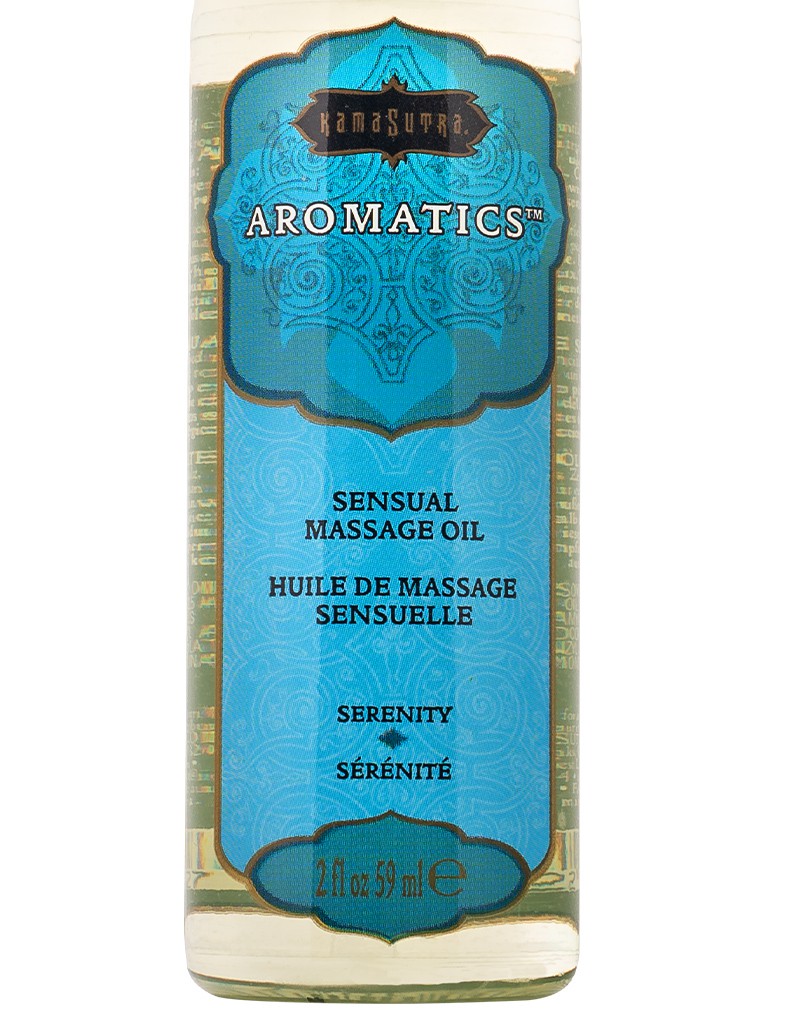 KamaSutra®
AROMATICS™
SENSUAL
MASSAGE OIL
HUILE DE MASSAGE
SENSUELLE
SERENITY
SÉRÉNITÉ
2 fl oz 59 ml ℮